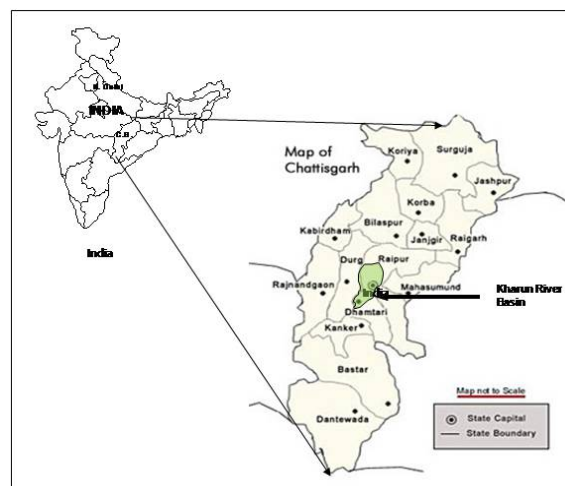 N. Delhi
INDIA
C.G.
India
Map of
Chattisgarh
Koriya
Surguja
Jashpur
Korba
Bilaspur
Janjgir
Kabirdham
Raigarh
Durg
Raipur
Rajnandgaon
India
Mahasumund
Kharun River
Basin
Dhamtari
Kanker
Bastar
Dantewada
Map not to Scale
State Capital
State Boundary